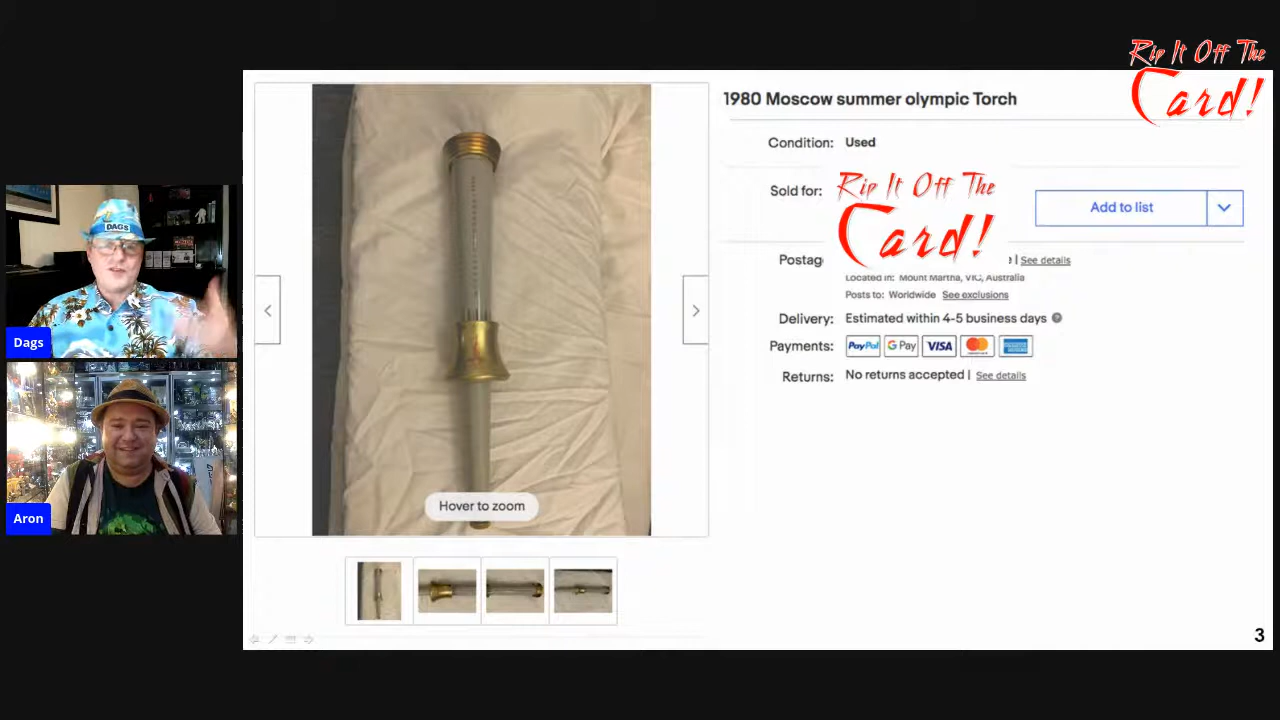 Rip It Off The
Card!
1980 Moscow summer olympic Torch
Condition: Used
Sold for:
Rip It Off The
Card!
Add to list
Postag
See details
Located in: Mount Martha, VIC, Australia
Posts to: Worldwide See exclusions
Delivery: Estimated within 4-5 business days
Payments: PayPal G Pay VISA
Returns: No returns accepted | See details
Hover to zoom
DAGS
Dags
Aron
3